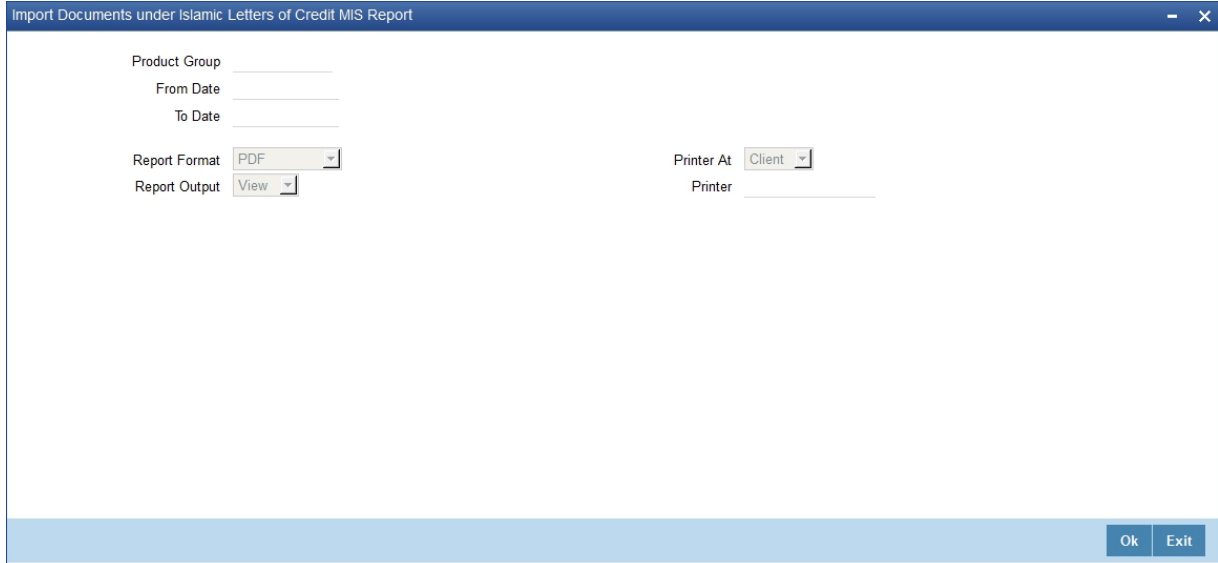 Import Documents under Islamic Letters of Credit MIS Report
Product Group
From Date
To Date
Report Format PDF Printer At Client
Report Output View Printer
Ok Exit